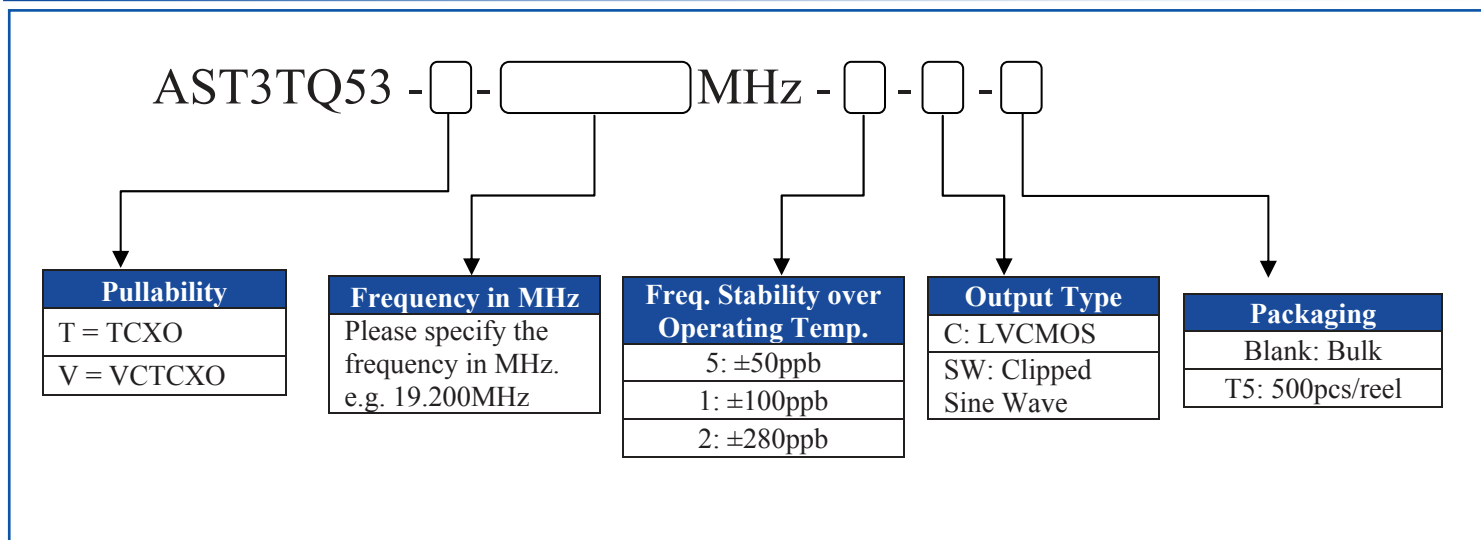 AST3TQ53 - - MHz - - -
Pullability
T = TCXO
V = VCTCXO
Frequency in MHz
Please specify the
frequency in MHz.
e.g. 19.200MHz
Freq. Stability over
Operating Temp.
5: ±50ppb
1: ±100ppb
2: ±280ppb
Output Type
C: LVCMOS
SW: Clipped
Sine Wave
Packaging
Blank: Bulk
T5: 500pcs/reel